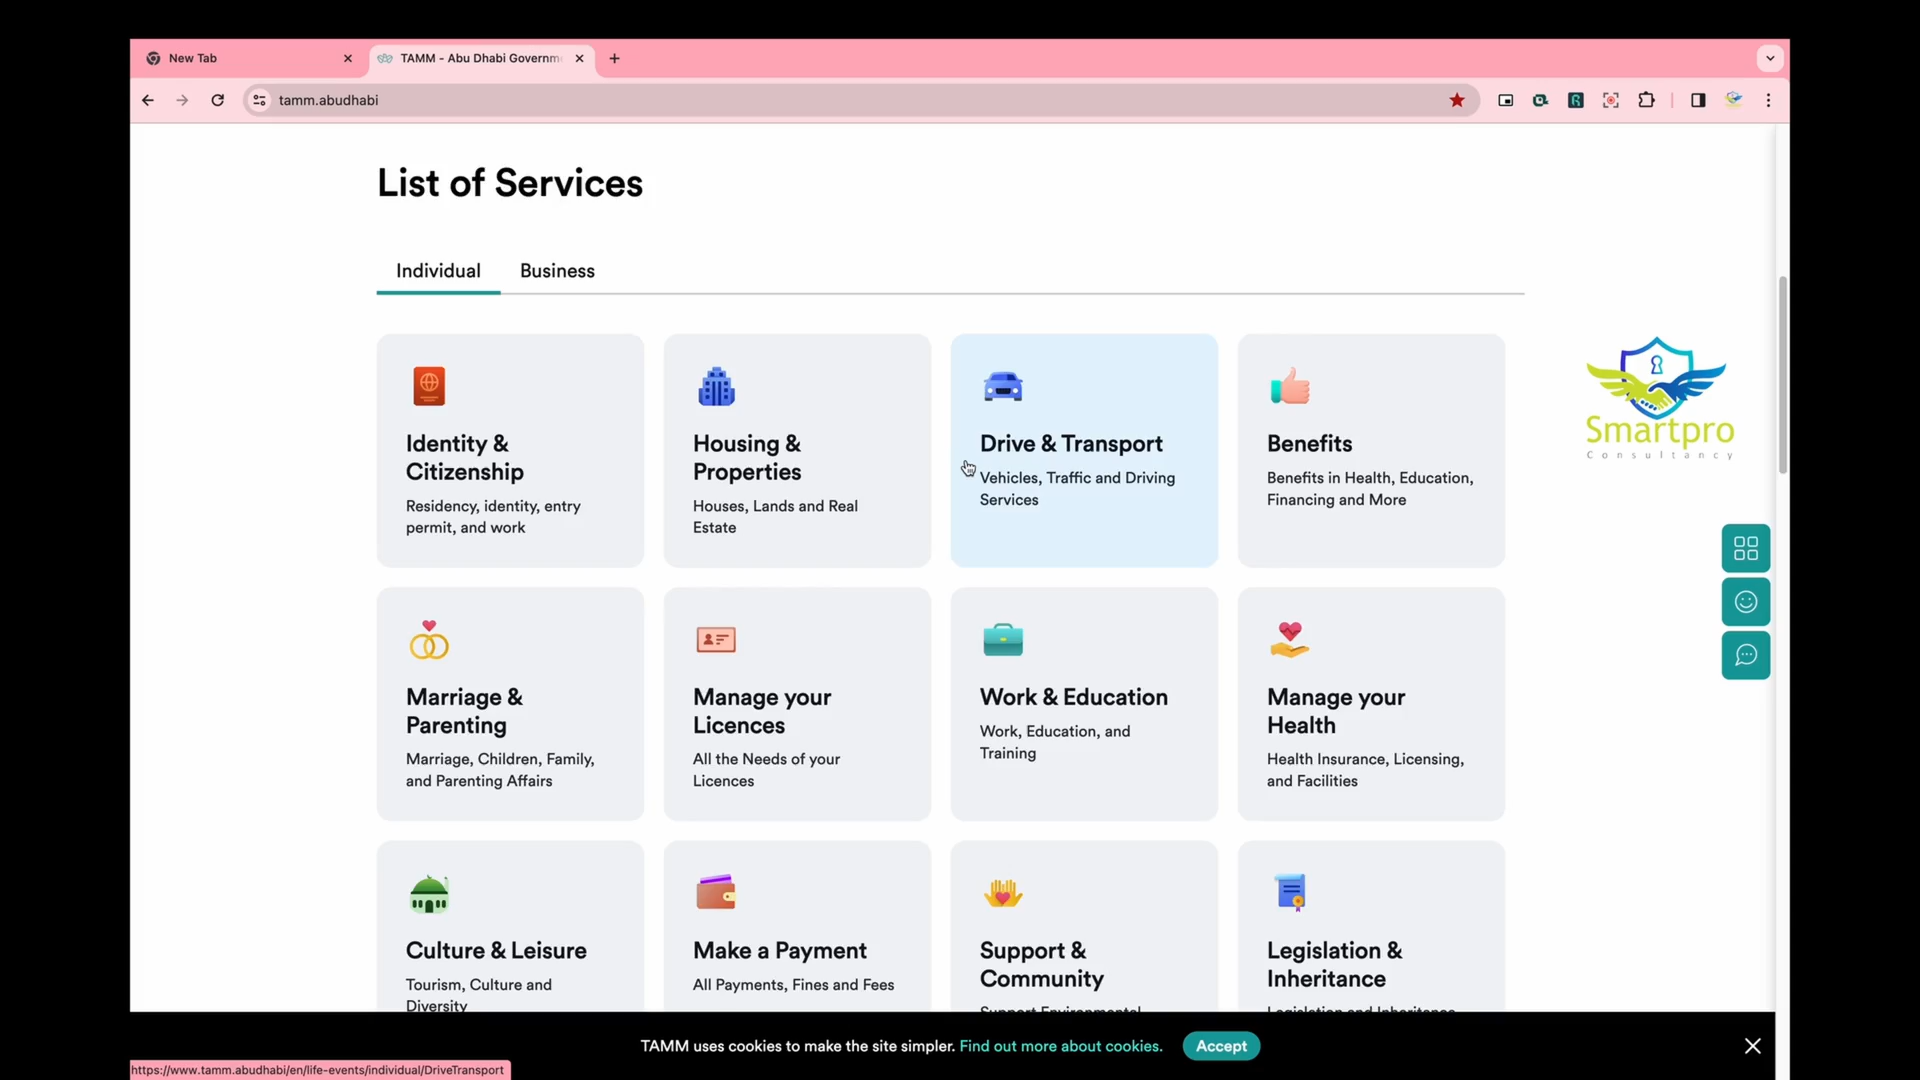 New Tab
TAMM - Abu Dhabi Governm
tamm.abudhabi
List of Services
Individual
Business
Identity &
Citizenship
Residency, identity, entry
permit, and work
Housing &
Properties
Houses, Lands and Real
Estate
Drive & Transport
Vehicles, Traffic and Driving
Services
Benefits
Benefits in Health, Education,
Financing and More
Smartpro
Consultancy
Marriage &
Parenting
Marriage, Children, Family,
and Parenting Affairs
Manage your
Licences
All the Needs of your
Licences
Work & Education
Work, Education, and
Training
Manage your
Health
Health Insurance, Licensing,
and Facilities
Culture & Leisure
Tourism, Culture and
Diversity
Make a Payment
All Payments, Fines and Fees
Support &
Community
Support Environmental
Legislation &
Inheritance
Legislation and Inheritance
TAMM uses cookies to make the site simpler. Find out more about cookies.
Accept
https://www.tamm.abudhabi/en/life-events/individual/DriveTransport